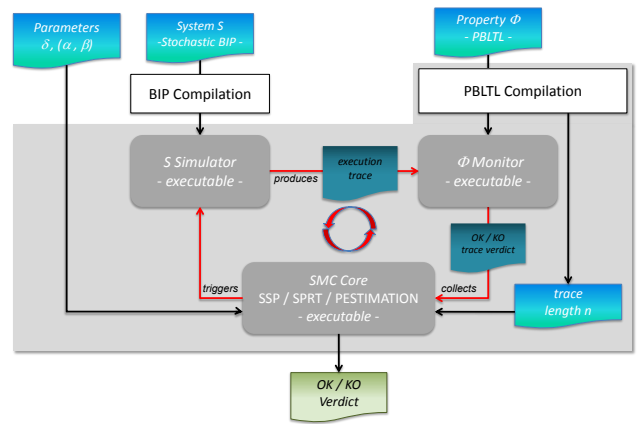 Parameters
δ, (α, β)
System S
-Stochastic BIP -
Property Φ
- PBLTL -
BIP Compilation
PBLTL Compilation
S Simulator
- executable -
produces
execution
trace
Φ Monitor
- executable -
OK / KO
trace verdict
triggers
SMC Core
SSP / SPRT / PESTIMATION
- executable -
collects
trace
length n
OK / KO
Verdict